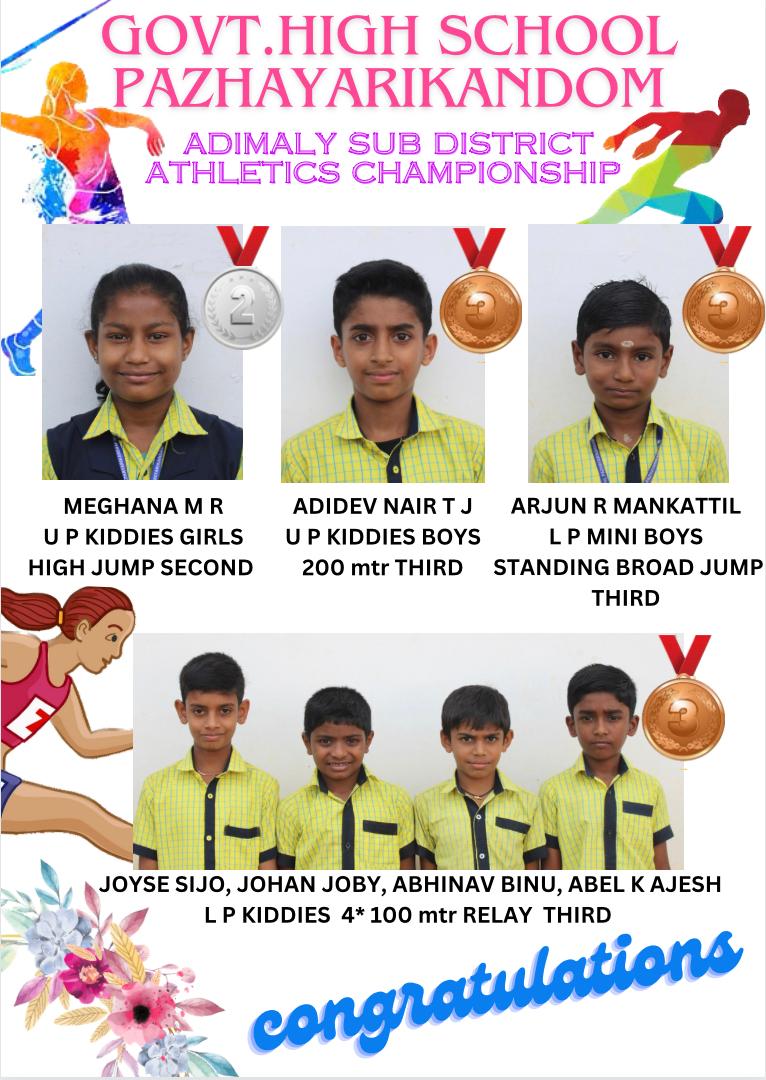 GOVT.HIGH SCHOOL
PAZHAYARIKANDOM
ADIMALY SUB DISTRICT
ATHLETICS CHAMPIONSHIP
2
3
3
MEGHANA M R
U P KIDDIES GIRLS
HIGH JUMP SECOND
ADIDEV NAIR T J
U P KIDDIES BOYS
200 mtr THIRD
ARJUN R MANKATTIL
L P MINI BOYS
STANDING BROAD JUMP
THIRD
3
JOYSE SIJO, JOHAN JOBY, ABHINAV BINU, ABEL K AJESH
L P KIDDIES 4* 100 mtr RELAY THIRD
congratulations